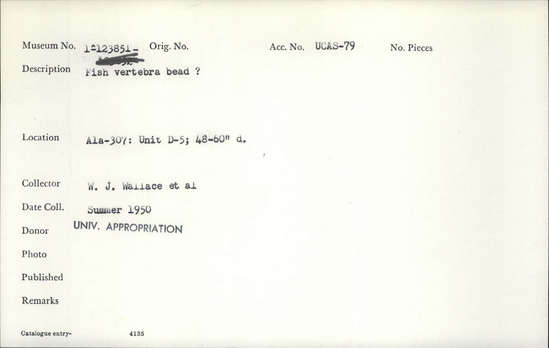 Museum No. 1-123851 Orig. No. Acc. No. UCAS-79 No. Pieces
Description Fish vertebra bead ?
Location Ala-307: Unit D-5; 48-60" d.
Collector W. J. Wallace et al
Date Coll. Summer 1950
Donor UNIV. APPROPRIATION
Photo
Published
Remarks
Catalogue entry- 4135